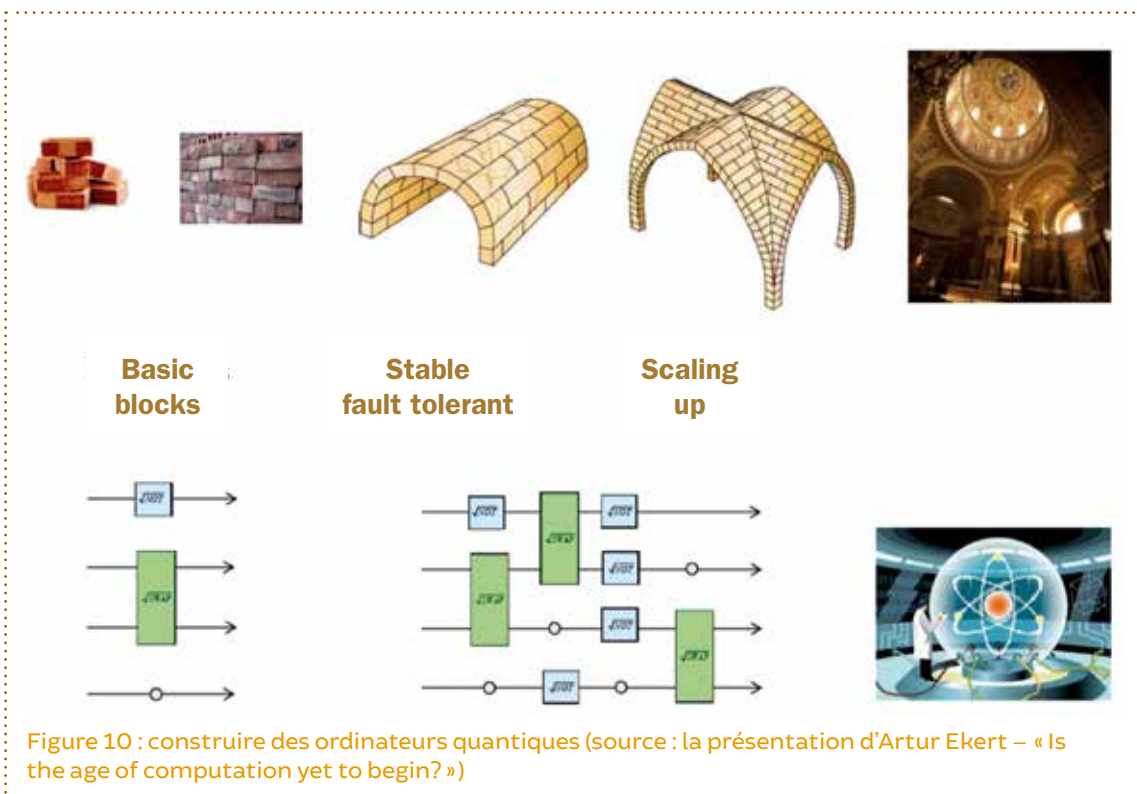 Basic
blocks
Stable
fault tolerant
Scaling
up
Figure 10 : construire des ordinateurs quantiques (source : la présentation d’Artur Ekert – « Is
the age of computation yet to begin? »)